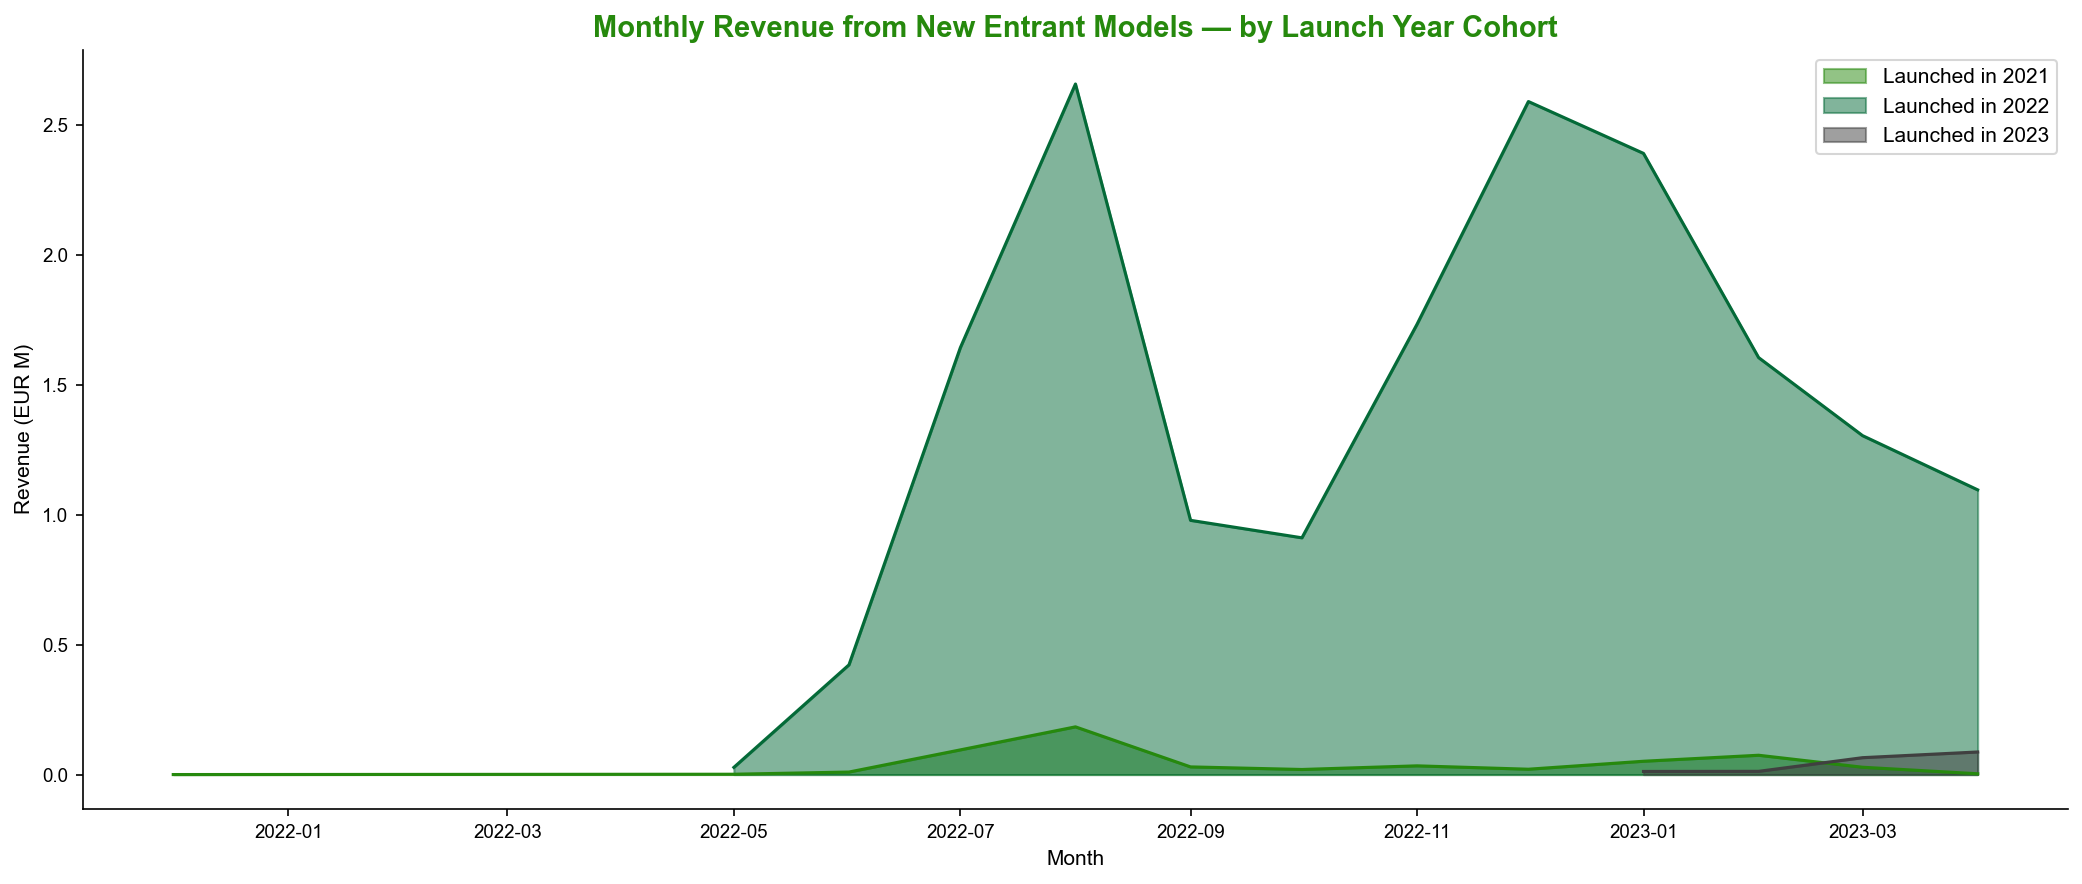 Monthly Revenue from New Entrant Models — by Launch Year Cohort
Launched in 2021
Launched in 2022
Launched in 2023
Revenue (EUR M)
2.5
2.0
1.5
1.0
0.5
0.0
2022-01 2022-03 2022-05 2022-07 2022-09 2022-11 2023-01 2023-03
Month